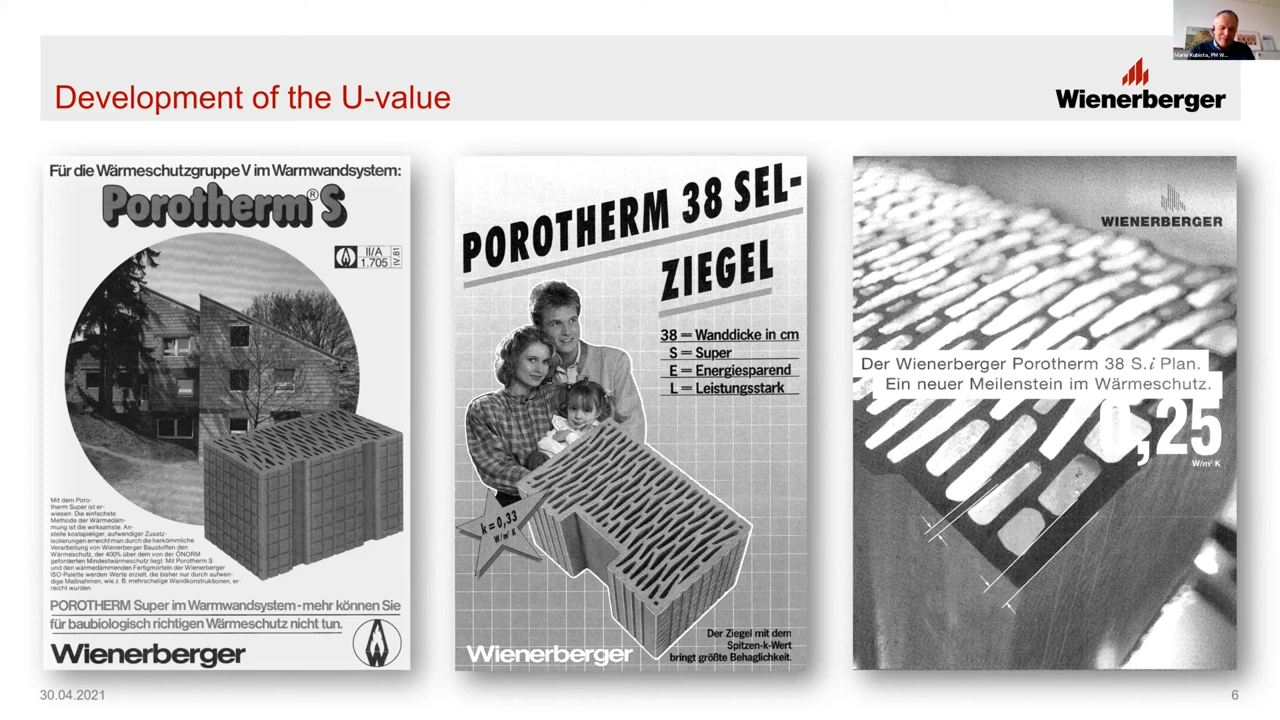 Mario Kubista, PM W...
Development of the U-value
Wienerberger
Für die Wärmeschutzgruppe V im Warmwandsystem:
Porotherm® S
II/A
1.705
IV.81
Mit dem Poro-
therm Super ist er-
wiesen: Die einfachste
Methode der Wärmedäm-
mung ist die wirksamste. An-
stelle kostspieliger, aufwendiger Zusatz-
isolierungen erreicht man durch die herkömmliche
Verarbeitung von Wienerberger Baustoffen den
Wärmeschutz, der 400% über dem von der ÖNORM
geforderten Mindestwärmeschutz liegt. Mit Porotherm S
und den wärmedämmenden Fertigmörteln der Wienerberger
ISO-Palette werden Werte erzielt, die bisher nur durch aufwen-
dige Maßnahmen, wie z. B. mehrschalige Wandkonstruktionen, er-
reicht wurden.
POROTHERM Super im Warmwandsystem - mehr können Sie
für baubiologisch richtigen Wärmeschutz nicht tun.
Wienerberger
POROTHERM 38 SEL-
ZIEGEL
38 = Wanddicke in cm
S = Super
E = Energiesparend
L = Leistungsstark
k = 0,33
W/m² K
Der Ziegel mit dem
Spitzen-k-Wert
bringt größte Behaglichkeit.
Wienerberger
WIENERBERGER
Der Wienerberger Porotherm 38 S.i Plan.
Ein neuer Meilenstein im Wärmeschutz.
0,25
W/m² K
30.04.2021
6